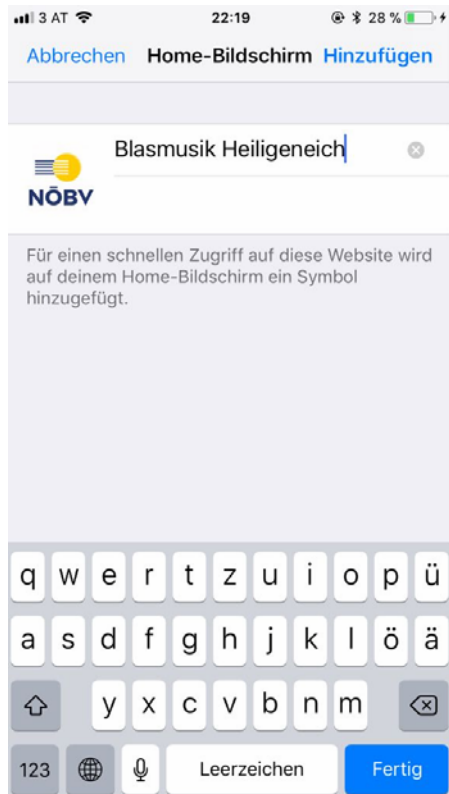 3 AT 22:19 28 %
Abbrechen Home-Bildschirm Hinzufügen
Blasmusik Heiligeneich
NÖBV
Für einen schnellen Zugriff auf diese Website wird
auf deinem Home-Bildschirm ein Symbol
hinzugefügt.
q w e r t z u i o p ü
a s d f g h j k l ö ä
y x c v b n m
123 Leerzeichen Fertig